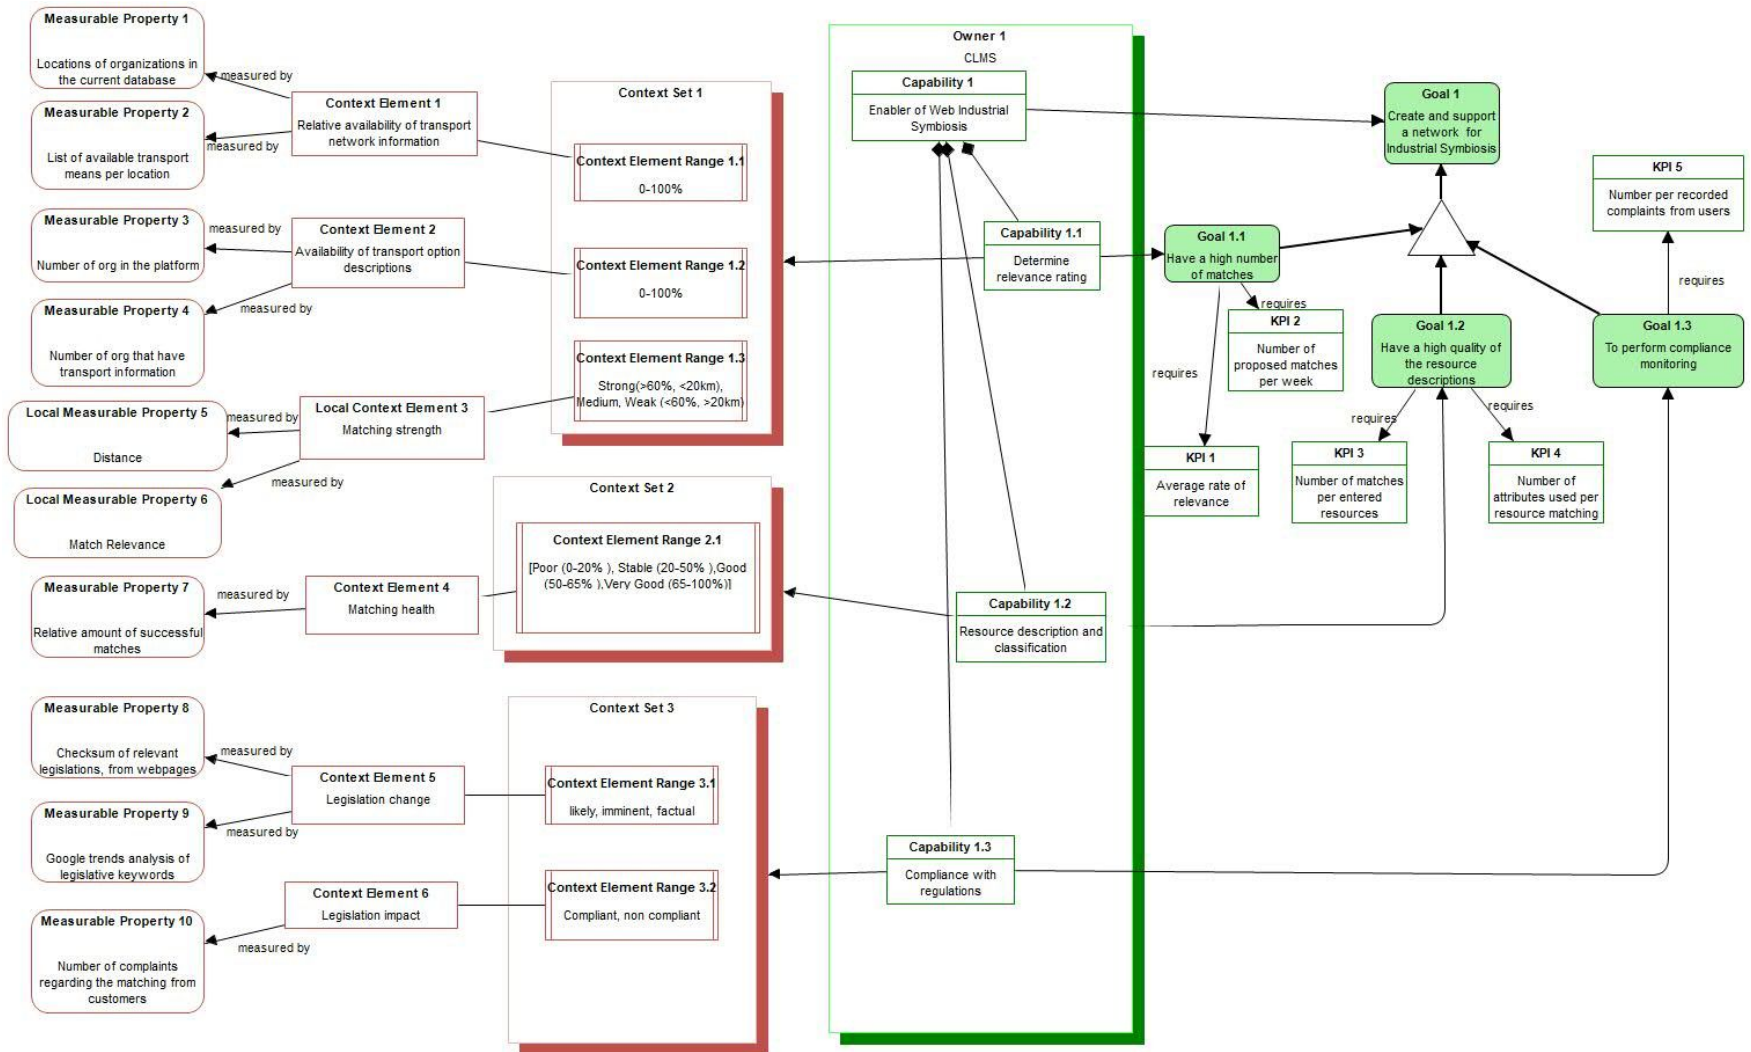 Measurable Property 1
Locations of organizations in
the current database
measured by
Measurable Property 2
List of available transport
means per location
measured by
Context Element 1
Relative availability of transport
network information
Measurable Property 3
Number of org in the platform
measured by
Context Element 2
Availability of transport option
descriptions
Measurable Property 4
Number of org that have
transport information
measured by
Local Measurable Property 5
Distance
measured by
Local Context Element 3
Matching strength
Local Measurable Property 6
Match Relevance
measured by
Measurable Property 7
Relative amount of successful
matches
measured by
Context Element 4
Matching health
Measurable Property 8
Checksum of relevant
legislations, from webpages
measured by
Context Element 5
Legislation change
Measurable Property 9
Google trends analysis of
legislative keywords
measured by
Context Element 6
Legislation impact
Measurable Property 10
Number of complaints
regarding the matching from
customers
measured by
Context Set 1
Context Element Range 1.1
0-100%
Context Element Range 1.2
0-100%
Context Element Range 1.3
Strong(>60%, <20km),
Medium, Weak (<60%, >20km)
Context Set 2
Context Element Range 2.1
[Poor (0-20% ), Stable (20-50% ),Good
(50-65% ),Very Good (65-100%)]
Context Set 3
Context Element Range 3.1
likely, imminent, factual
Context Element Range 3.2
Compliant, non compliant
Owner 1
CLMS
Capability 1
Enabler of Web Industrial
Symbiosis
Capability 1.1
Determine
relevance rating
Capability 1.2
Resource description and
classification
Capability 1.3
Compliance with
regulations
Goal 1
Create and support
a network for
Industrial Symbiosis
Goal 1.1
Have a high number
of matches
requires
KPI 2
Number of
proposed matches
per week
requires
KPI 1
Average rate of
relevance
Goal 1.2
Have a high quality of
the resource
descriptions
requires
requires
KPI 3
Number of matches
per entered
resources
KPI 4
Number of
attributes used per
resource matching
KPI 5
Number per recorded
complaints from users
requires
Goal 1.3
To perform compliance
monitoring